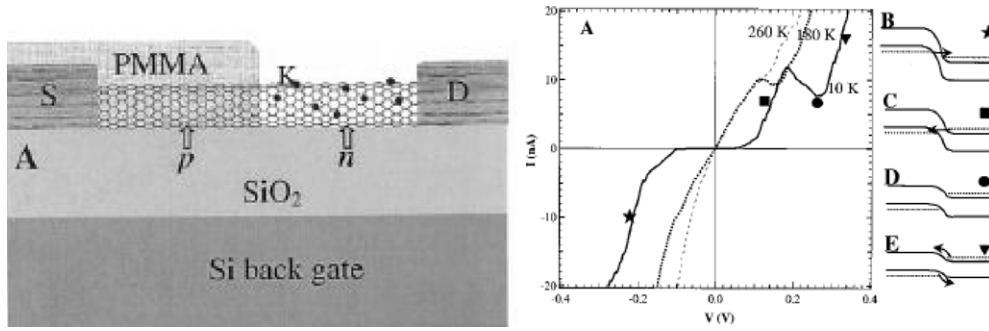 PMMA
K
S
D
A
p
n
SiO2
Si back gate
A
260 K
180 K
10 K
I (nA)
20
10
0
-10
-20
-0.4
-0.2
0.0
0.2
0.4
V (V)
B
C
D
E